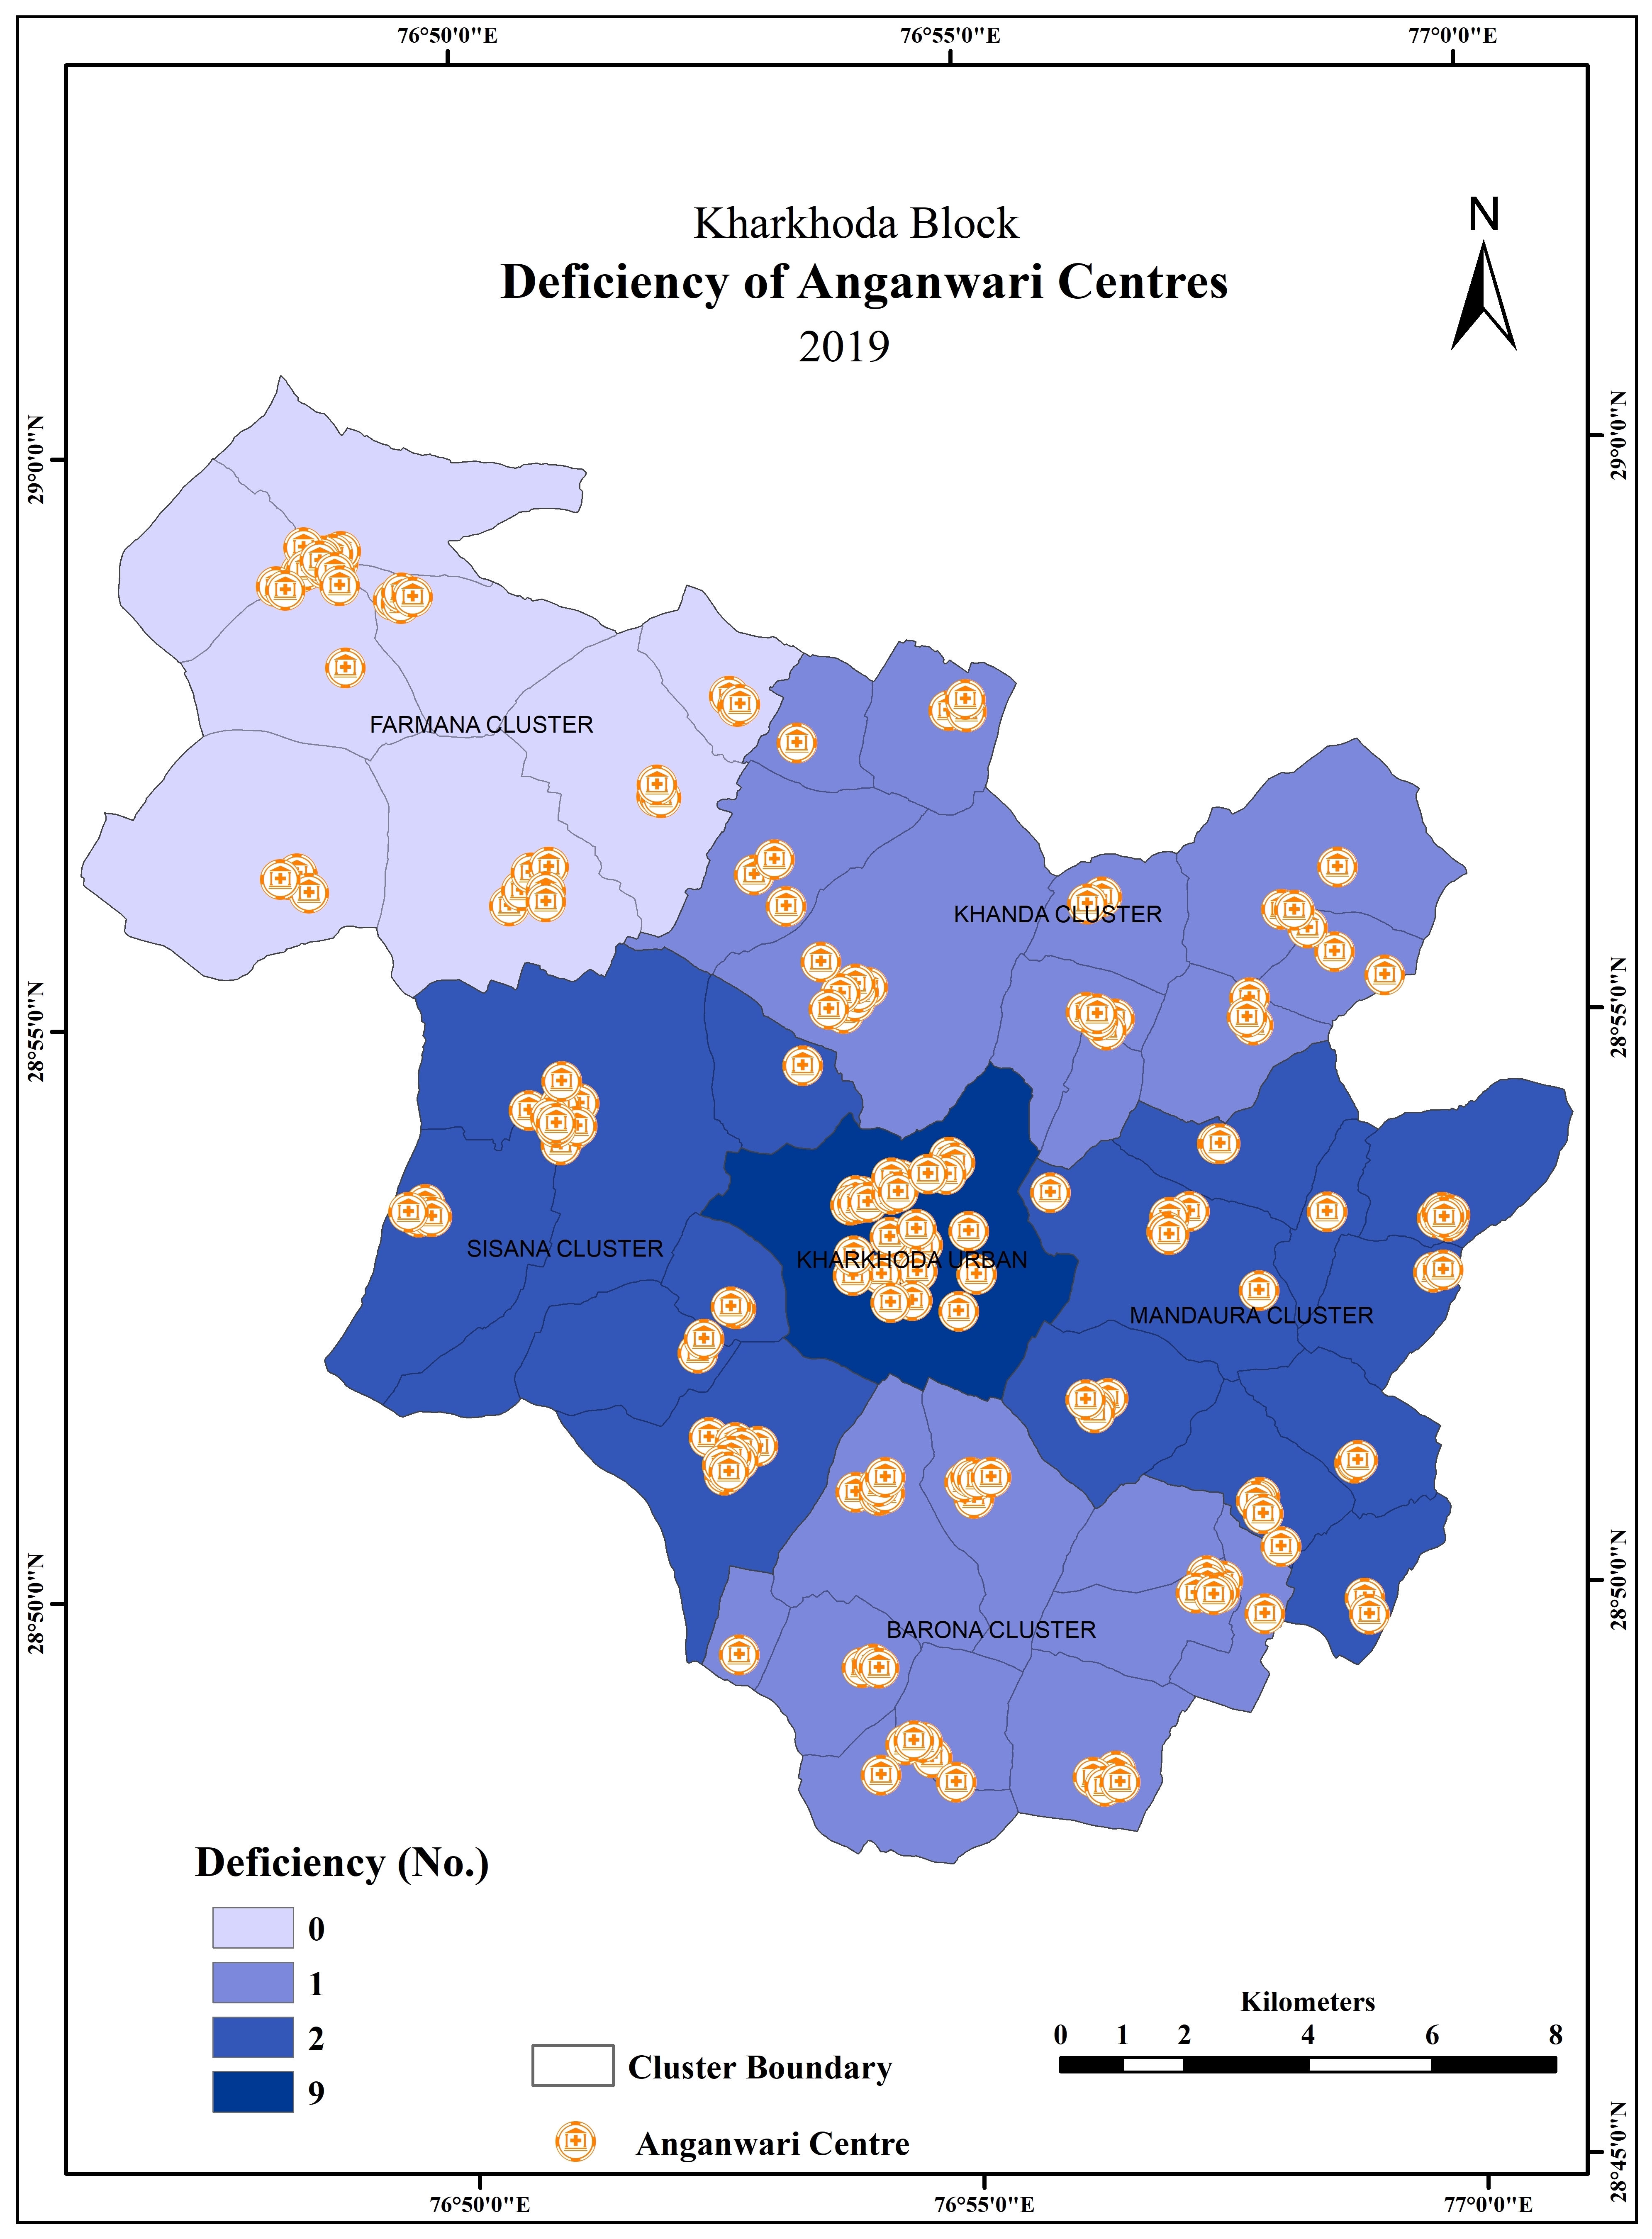 76°50'0"E 76°55'0"E 77°0'0"E
Kharkhoda Block
Deficiency of Anganwari Centres
2019
N
29°0'0"N
29°0'0"N
FARMANA CLUSTER
KHANDA CLUSTER
28°55'0"N
28°55'0"N
SISANA CLUSTER
KHARKHODA URBAN
MANDAURA CLUSTER
28°50'0"N
28°50'0"N
BARONA CLUSTER
Deficiency (No.)
0
1
2
9
Cluster Boundary
Anganwari Centre
Kilometers
0 1 2 4 6 8
28°45'0"N
76°50'0"E 76°55'0"E 77°0'0"E